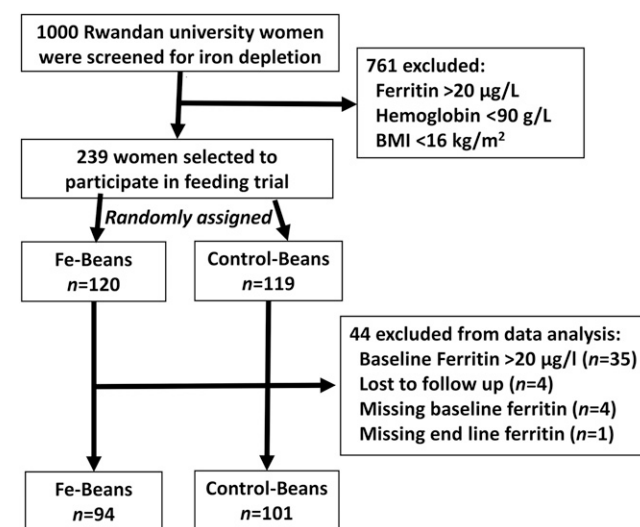 1000 Rwandan university women
were screened for iron depletion
761 excluded:
Ferritin >20 µg/L
Hemoglobin <90 g/L
BMI <16 kg/m²
239 women selected to
participate in feeding trial
Randomly assigned
Fe-Beans
n=120
Control-Beans
n=119
44 excluded from data analysis:
Baseline Ferritin >20 µg/l (n=35)
Lost to follow up (n=4)
Missing baseline ferritin (n=4)
Missing end line ferritin (n=1)
Fe-Beans
n=94
Control-Beans
n=101